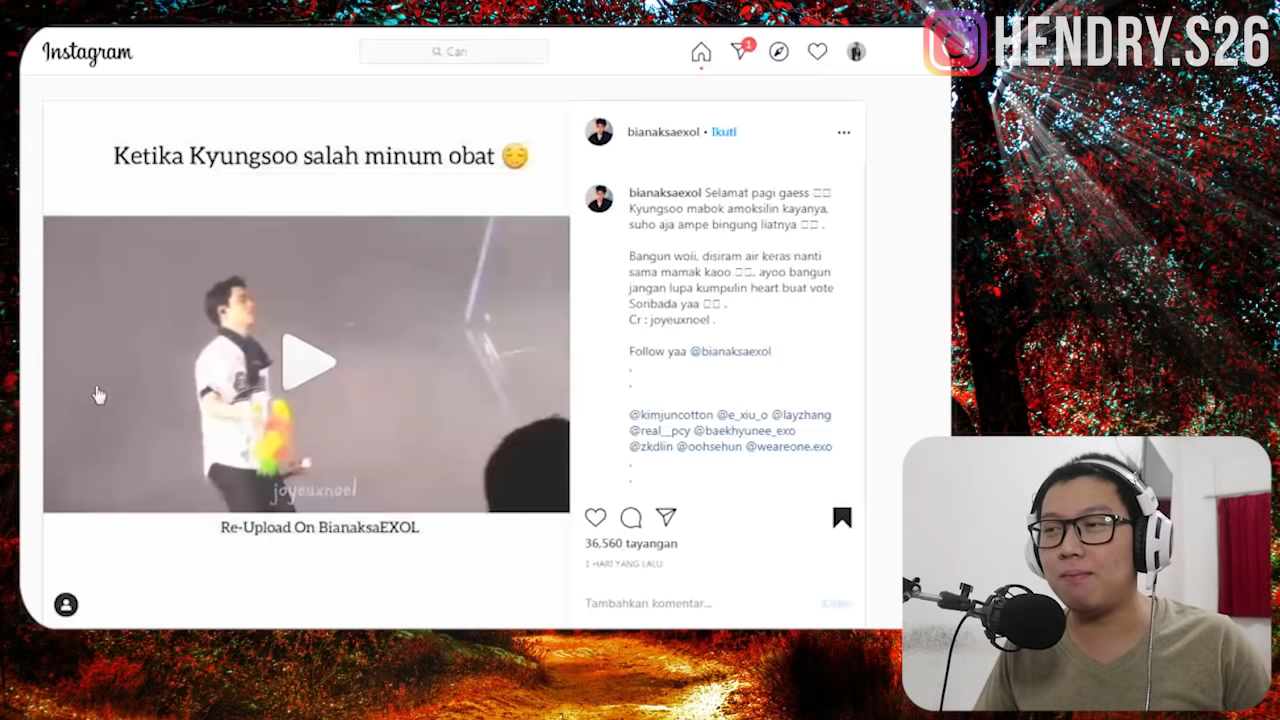 HENDRY.S26
Instagram
Cari
1
Ketika Kyungsoo salah minum obat
joyeuxnoel
Re-Upload On BianaksaEXOL
bianaksaexol • Ikuti
bianaksaexol Selamat pagi gaess
Kyungsoo mabok amoksilin kayanya,
suho aja ampe bingung liatnya .
Bangun woii, disiram air keras nanti
sama mamak kaoo , ayoo bangun
jangan lupa kumpulin heart buat vote
Soribada yaa .
Cr : joyeuxnoel .
Follow yaa @bianaksaexol
.
.
@kimjuncotton @e_xiu_o @layzhang
@real__pcy @baekhyunee_exo
@zkdlin @oohsehun @weareone.exo
.
.
36,560 tayangan
1 HARI YANG LALU
Tambahkan komentar...